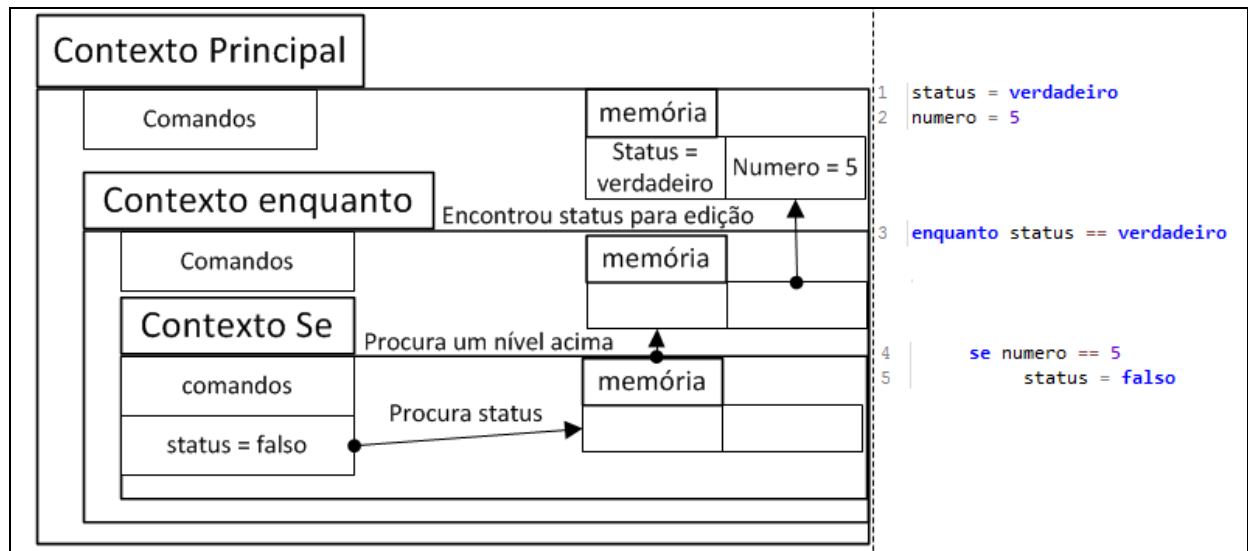 Contexto Principal
Comandos
memória
Status =
verdadeiro
Numero = 5
Contexto enquanto
Encontrou status para edição
Comandos
memória
Contexto Se
Procura um nível acima
comandos
memória
Procura status
status = falso
1 status = verdadeiro
2 numero = 5
3 enquanto status == verdadeiro
4 se numero == 5
5 status = falso